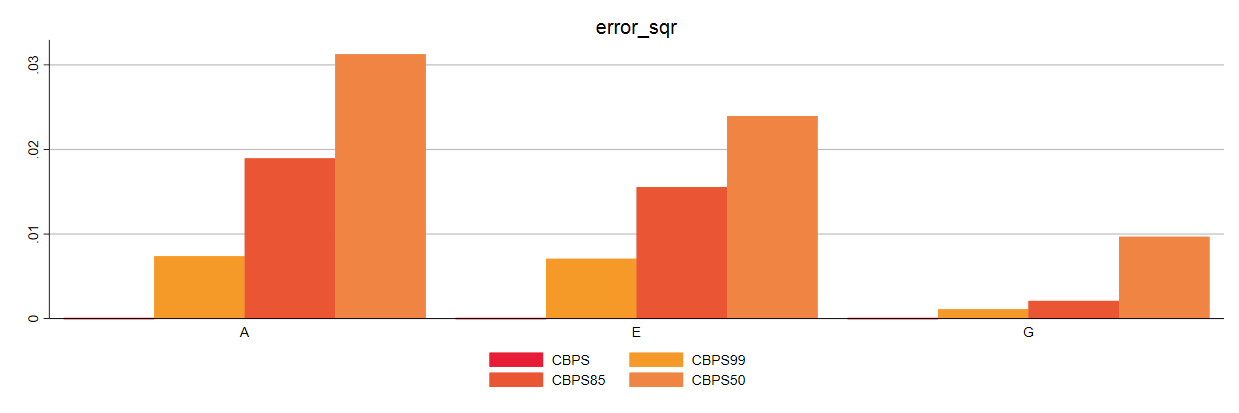 error_sqr
.03
.02
.01
0
A E G
CBPS CBPS99
CBPS85 CBPS50